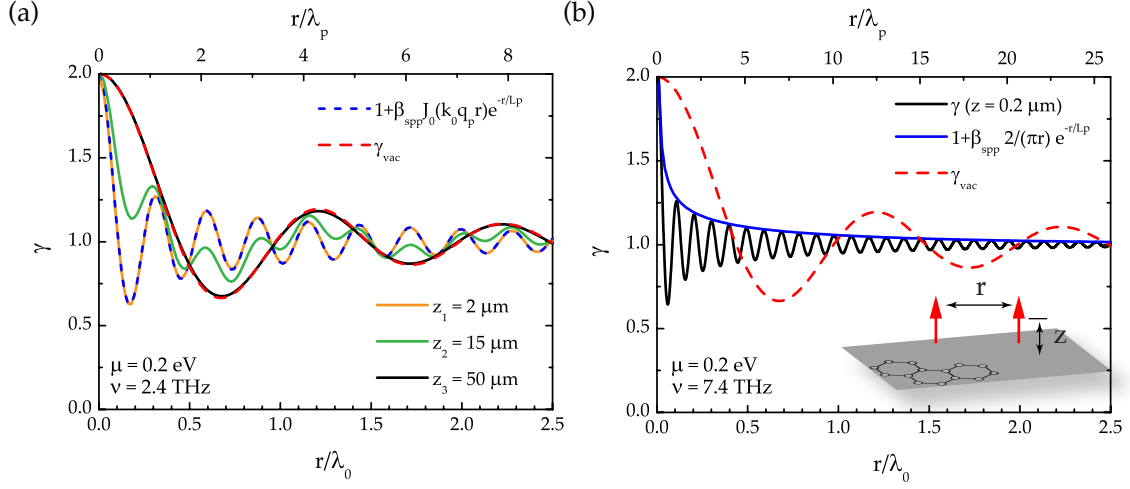 (a)
r/λp
0 2 4 6 8
2.0
1.5
1.0
0.5
0.0
γ
1+βsppJ0(k0qpr)e-r/Lp
γvac
z1 = 2 μm
z2 = 15 μm
z3 = 50 μm
μ = 0.2 eV
ν = 2.4 THz
0.0 0.5 1.0 1.5 2.0 2.5
r/λ0
(b)
r/λp
0 5 10 15 20 25
2.0
1.5
1.0
0.5
0.0
γ
γ (z = 0.2 μm)
1+βspp 2/(πr) e-r/Lp
γvac
r
z
μ = 0.2 eV
ν = 7.4 THz
0.0 0.5 1.0 1.5 2.0 2.5
r/λ0